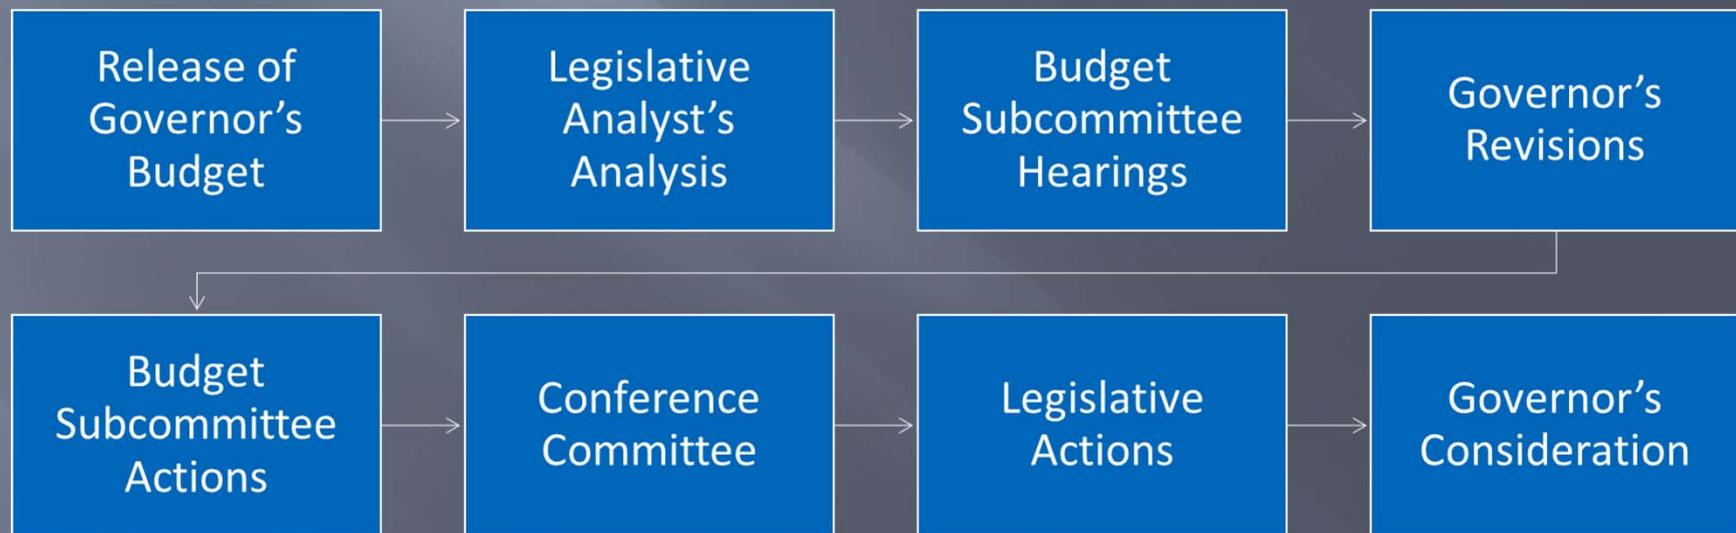 Release of
Governor’s
Budget
Legislative
Analyst’s
Analysis
Budget
Subcommittee
Hearings
Governor’s
Revisions
Budget
Subcommittee
Actions
Conference
Committee
Legislative
Actions
Governor’s
Consideration